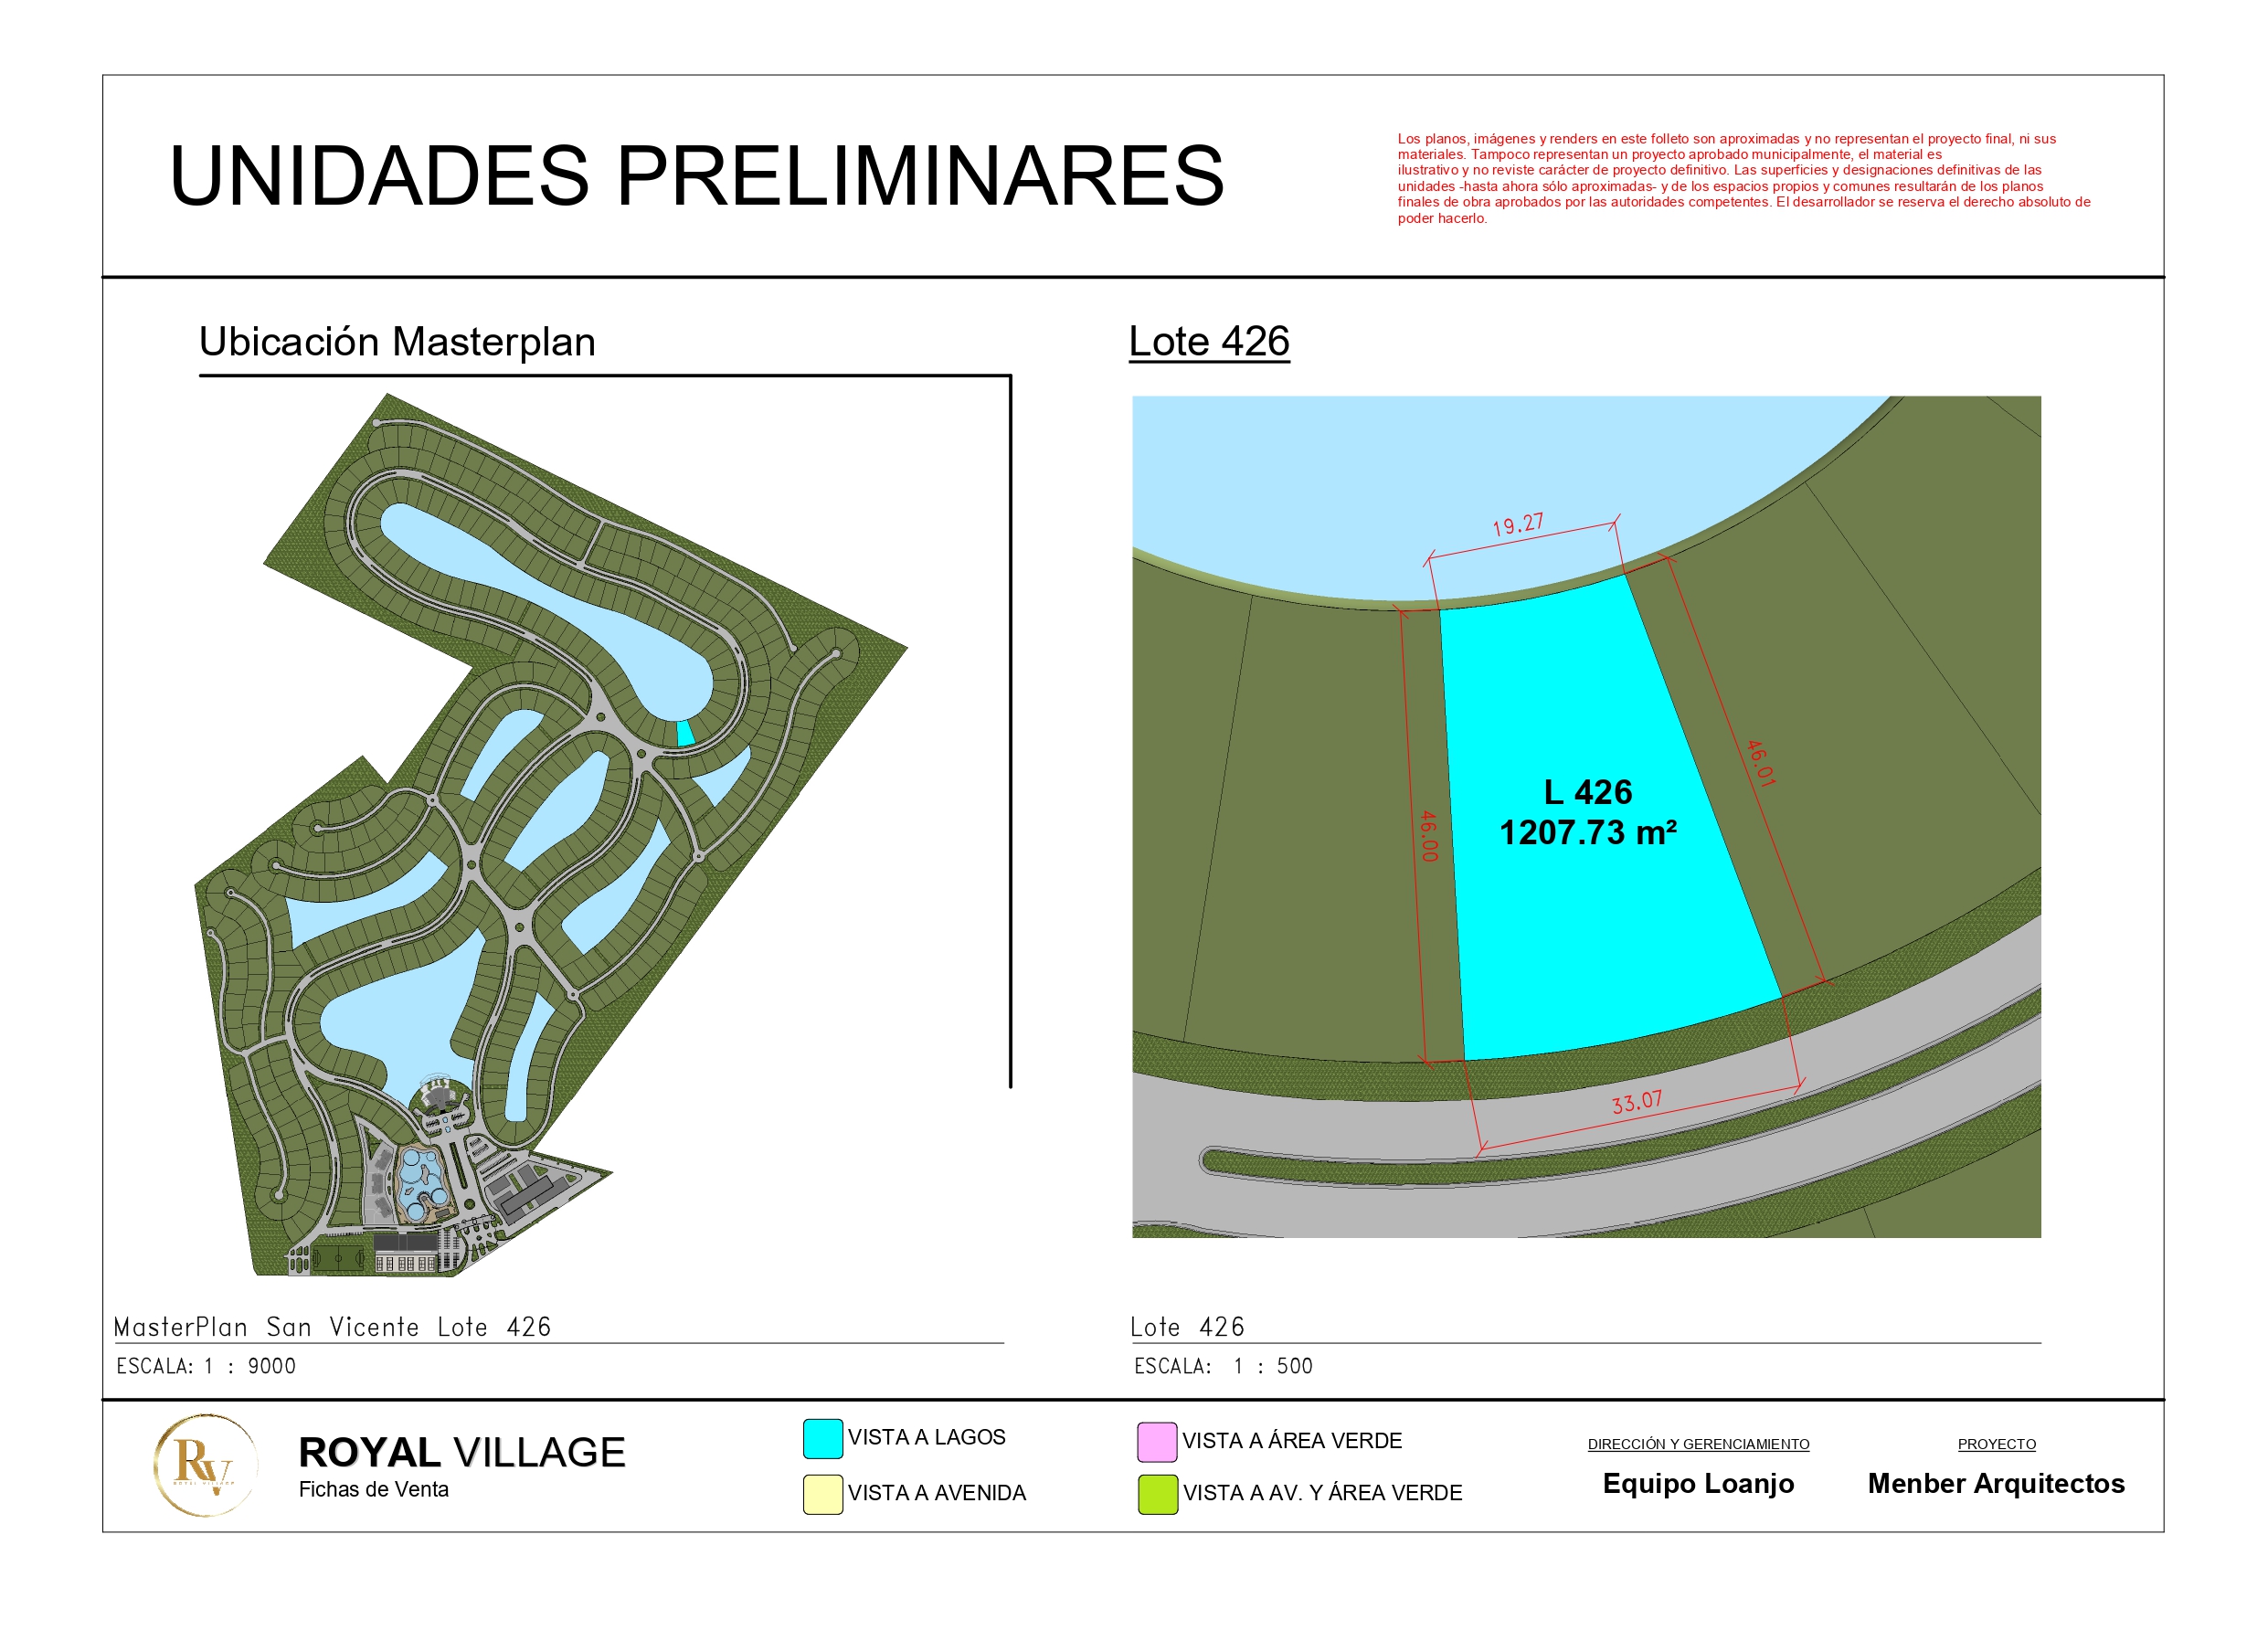 UNIDADES PRELIMINARES
Los planos, imágenes y renders en este folleto son aproximadas y no representan el proyecto final, ni sus
materiales. Tampoco representan un proyecto aprobado municipalmente, el material es
ilustrativo y no reviste carácter de proyecto definitivo. Las superficies y designaciones definitivas de las
unidades -hasta ahora sólo aproximadas- y de los espacios propios y comunes resultarán de los planos
finales de obra aprobados por las autoridades competentes. El desarrollador se reserva el derecho absoluto de
poder hacerlo.
Ubicación Masterplan
Lote 426
19.27
46.01
46.00
L 426
1207.73 m²
33.07
MasterPlan San Vicente Lote 426
ESCALA: 1 : 9000
Lote 426
ESCALA: 1 : 500
RV
ROYAL VILLAGE
ROYAL VILLAGE
Fichas de Venta
VISTA A LAGOS
VISTA A AVENIDA
VISTA A ÁREA VERDE
VISTA A AV. Y ÁREA VERDE
DIRECCIÓN Y GERENCIAMIENTO
Equipo Loanjo
PROYECTO
Menber Arquitectos